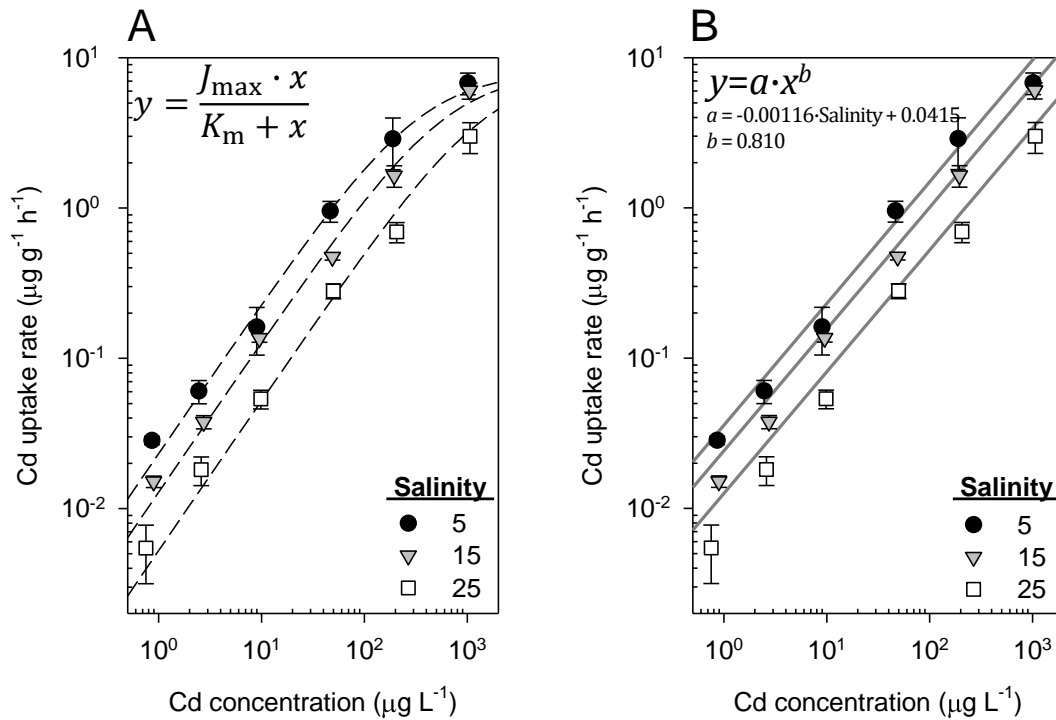 A
y = J_max · x / K_m + x
10^1
10^0
10^-1
10^-2
Cd uptake rate (μg g^-1 h^-1)
Salinity
5
15
25
10^0 10^1 10^2 10^3
Cd concentration (μg L^-1)
B
y=a·x^b
a = -0.00116·Salinity + 0.0415
b = 0.810
10^1
10^0
10^-1
10^-2
Cd uptake rate (μg g^-1 h^-1)
Salinity
5
15
25
10^0 10^1 10^2 10^3
Cd concentration (μg L^-1)